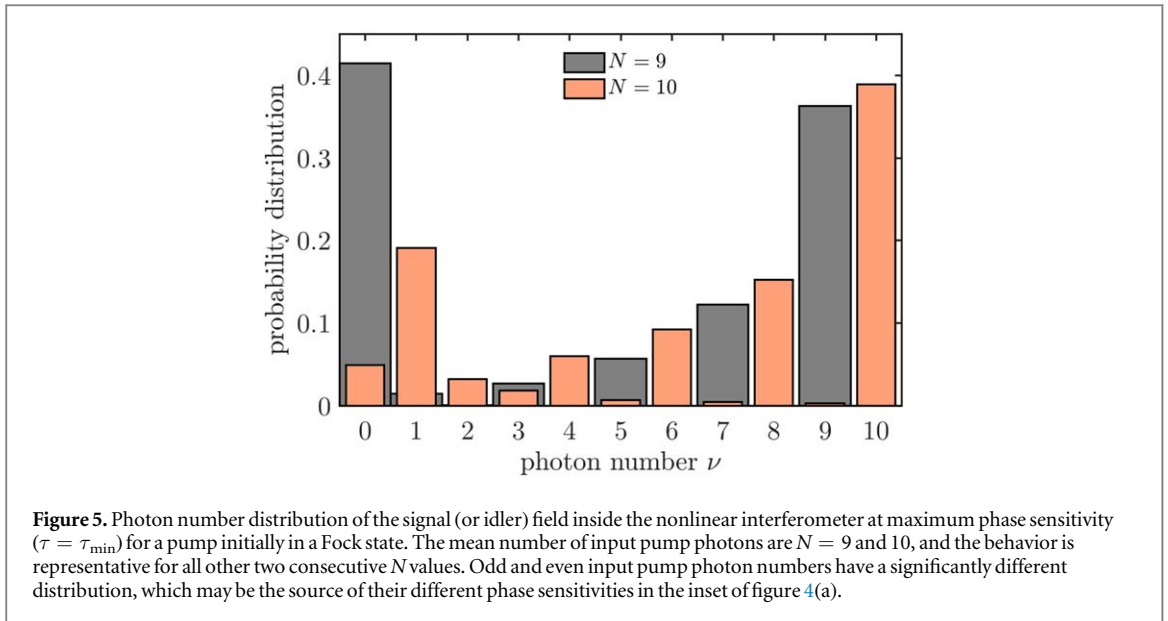 N = 9
N = 10
0.4
0.3
0.2
0.1
0
probability distribution
0 1 2 3 4 5 6 7 8 9 10
photon number ν
Figure 5. Photon number distribution of the signal (or idler) field inside the nonlinear interferometer at maximum phase sensitivity
(τ = τmin) for a pump initially in a Fock state. The mean number of input pump photons are N = 9 and 10, and the behavior is
representative for all other two consecutive N values. Odd and even input pump photon numbers have a significantly different
distribution, which may be the source of their different phase sensitivities in the inset of figure 4(a).